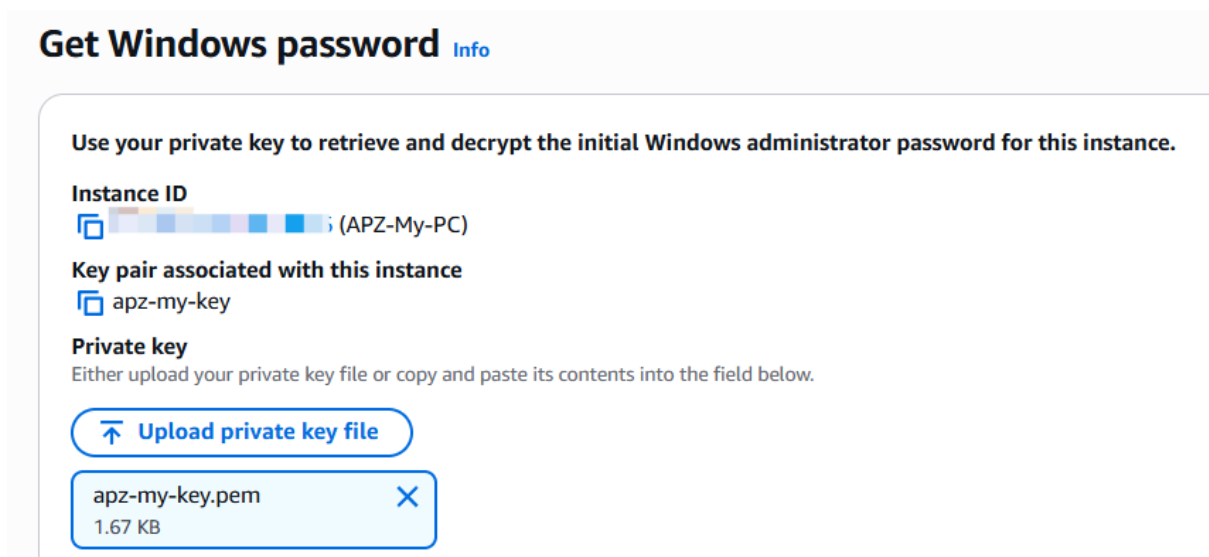 Get Windows password Info
Use your private key to retrieve and decrypt the initial Windows administrator password for this instance.
Instance ID
(APZ-My-PC)
Key pair associated with this instance
apz-my-key
Private key
Either upload your private key file or copy and paste its contents into the field below.
Upload private key file
apz-my-key.pem
1.67 KB